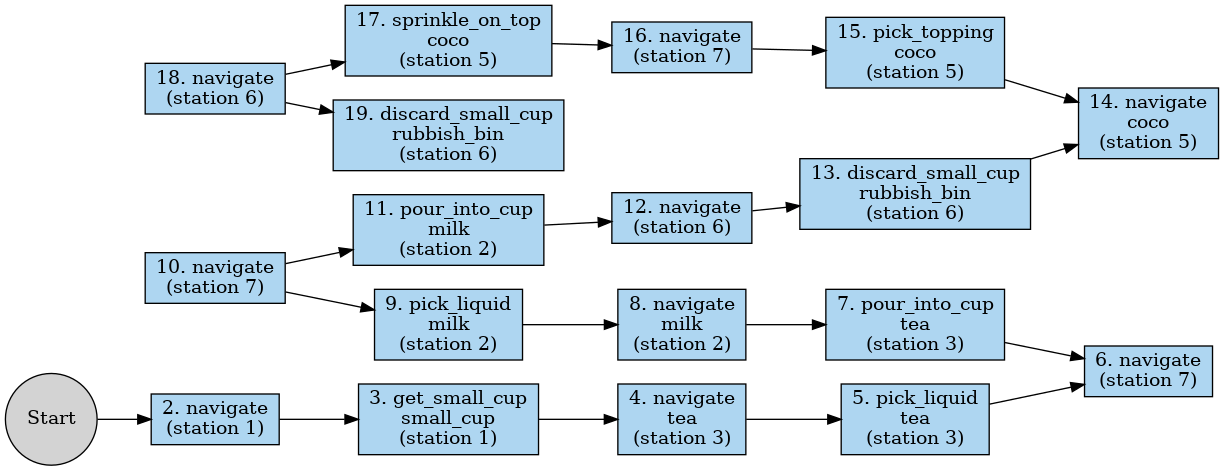 17. sprinkle_on_top
coco
(station 5)
16. navigate
(station 7)
15. pick_topping
coco
(station 5)
18. navigate
(station 6)
14. navigate
coco
(station 5)
19. discard_small_cup
rubbish_bin
(station 6)
13. discard_small_cup
rubbish_bin
(station 6)
11. pour_into_cup
milk
(station 2)
12. navigate
(station 6)
10. navigate
(station 7)
9. pick_liquid
milk
(station 2)
8. navigate
milk
(station 2)
7. pour_into_cup
tea
(station 3)
6. navigate
(station 7)
Start
2. navigate
(station 1)
3. get_small_cup
small_cup
(station 1)
4. navigate
tea
(station 3)
5. pick_liquid
tea
(station 3)